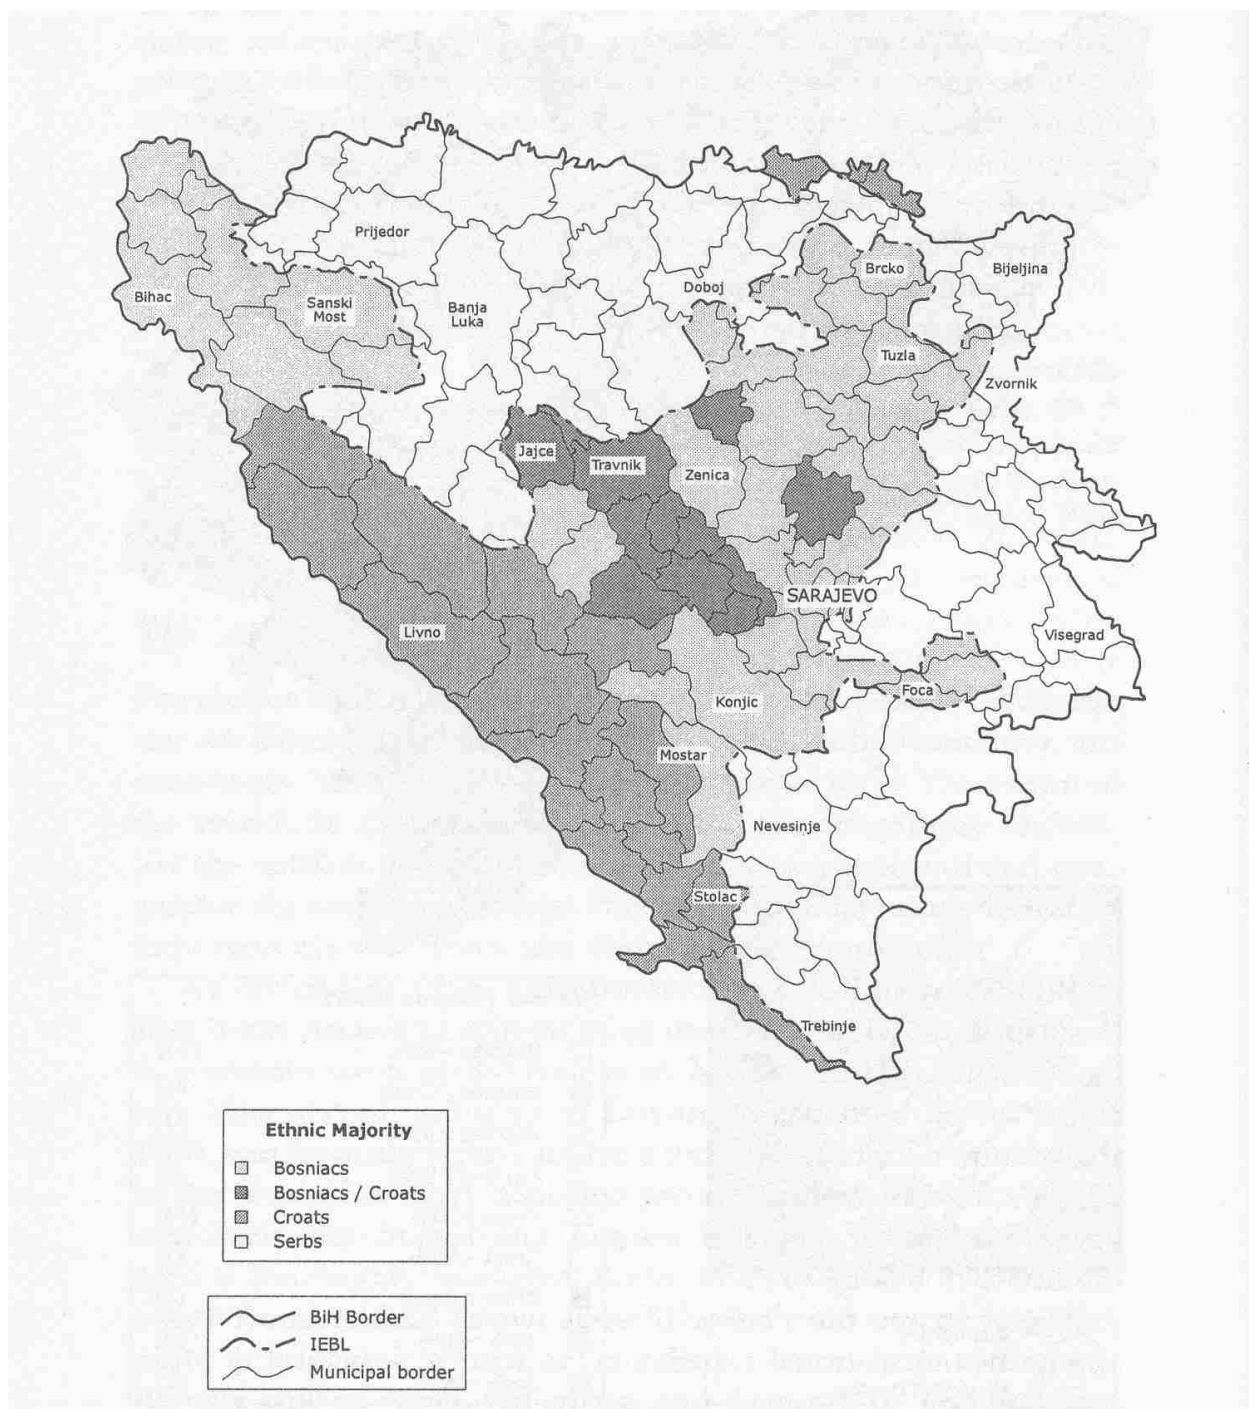 Prijedor
Brcko
Bijeljina
Doboj
Bihac
Sanski
Most
Banja
Luka
Tuzla
Zvornik
Jajce
Travnik
Zenica
SARAJEVO
Livno
Visegrad
Foca
Konjic
Mostar
Nevesinje
Stolac
Trebinje
Ethnic Majority
Bosniacs
Bosniacs / Croats
Croats
Serbs
BiH Border
IEBL
Municipal border